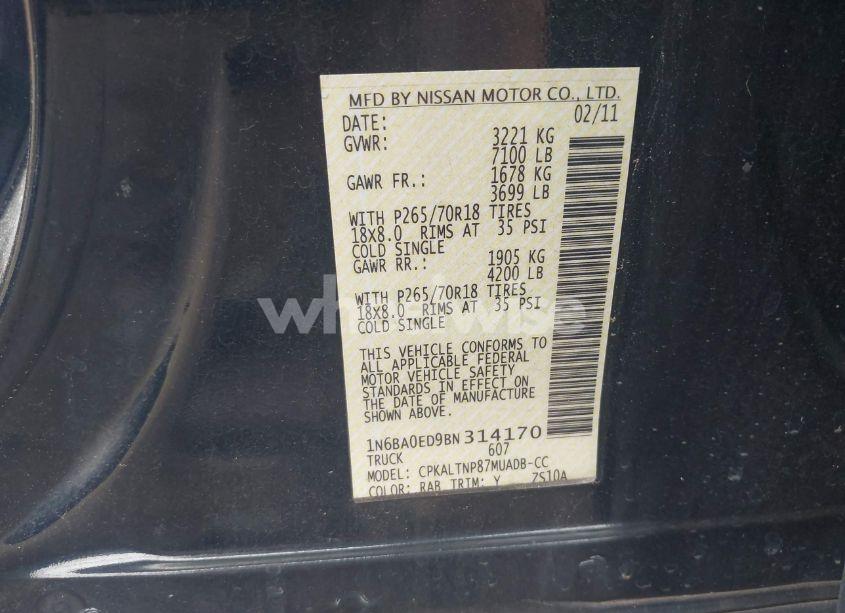 MFD BY NISSAN MOTOR CO., LTD.
DATE: 02/11
GVWR: 3221 KG
7100 LB
GAWR FR.: 1678 KG
3699 LB
WITH P265/70R18 TIRES
18x8.0 RIMS AT 35 PSI
COLD SINGLE
GAWR RR.: 1905 KG
4200 LB
WITH P265/70R18 TIRES
18x8.0 RIMS AT 35 PSI
COLD SINGLE
THIS VEHICLE CONFORMS TO
ALL APPLICABLE FEDERAL
MOTOR VEHICLE SAFETY
STANDARDS IN EFFECT ON
THE DATE OF MANUFACTURE
SHOWN ABOVE.
1N6BA0ED9BN314170
TRUCK 607
MODEL: CPKALTNP87MUADB-CC
COLOR: RAB TRIM: Y ZS10A